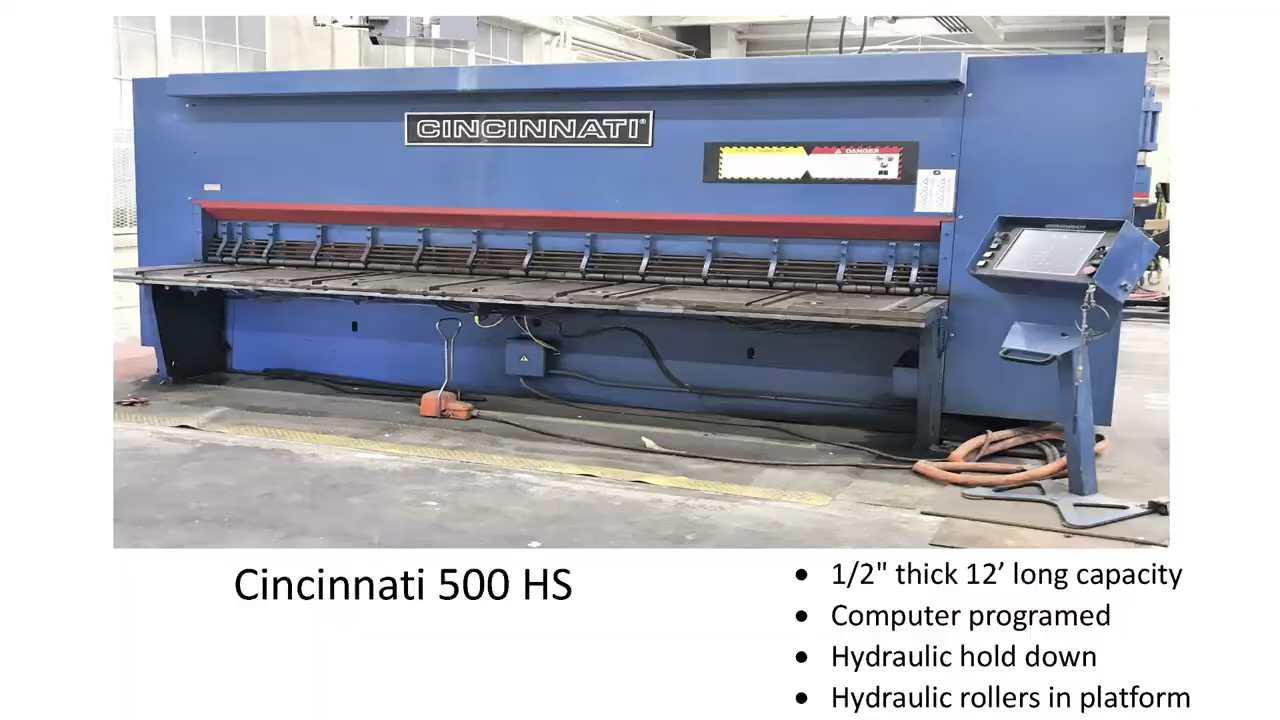 CINCINNATI®
DANGER
Cincinnati 500 HS
• 1/2" thick 12’ long capacity
• Computer programed
• Hydraulic hold down
• Hydraulic rollers in platform